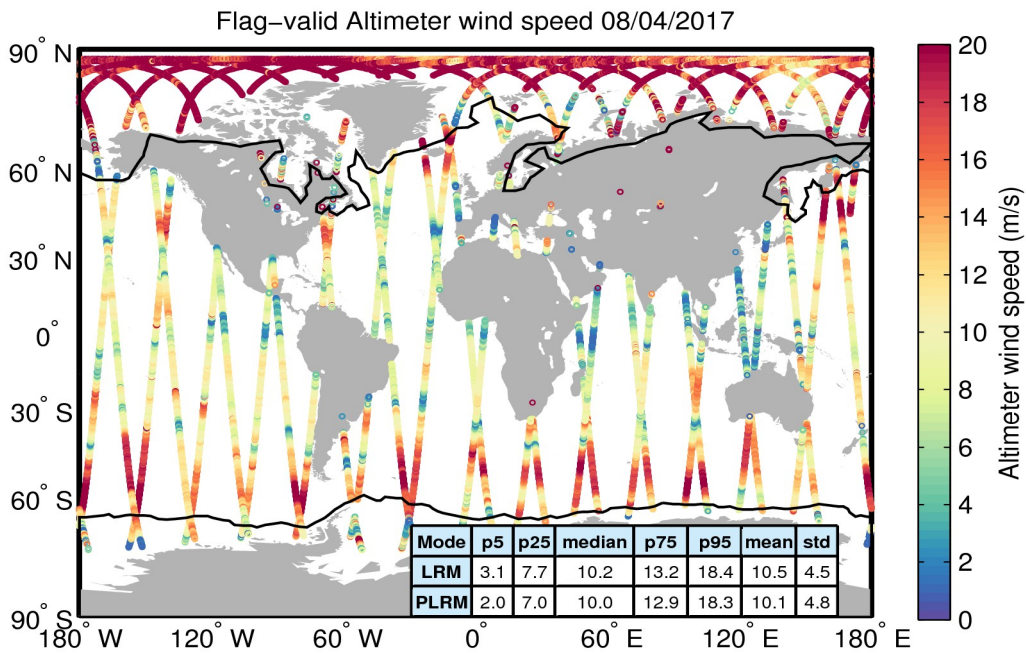 Flag−valid Altimeter wind speed 08/04/2017
90° N
60° N
30° N
0°
30° S
60° S
90° S
180° W
120° W
60° W
0°
60° E
120° E
180° E
Mode p5 p25 median p75 p95 mean std
LRM 3.1 7.7 10.2 13.2 18.4 10.5 4.5
PLRM 2.0 7.0 10.0 12.9 18.3 10.1 4.8
20
18
16
14
12
10
8
6
4
2
0
Altimeter wind speed (m/s)